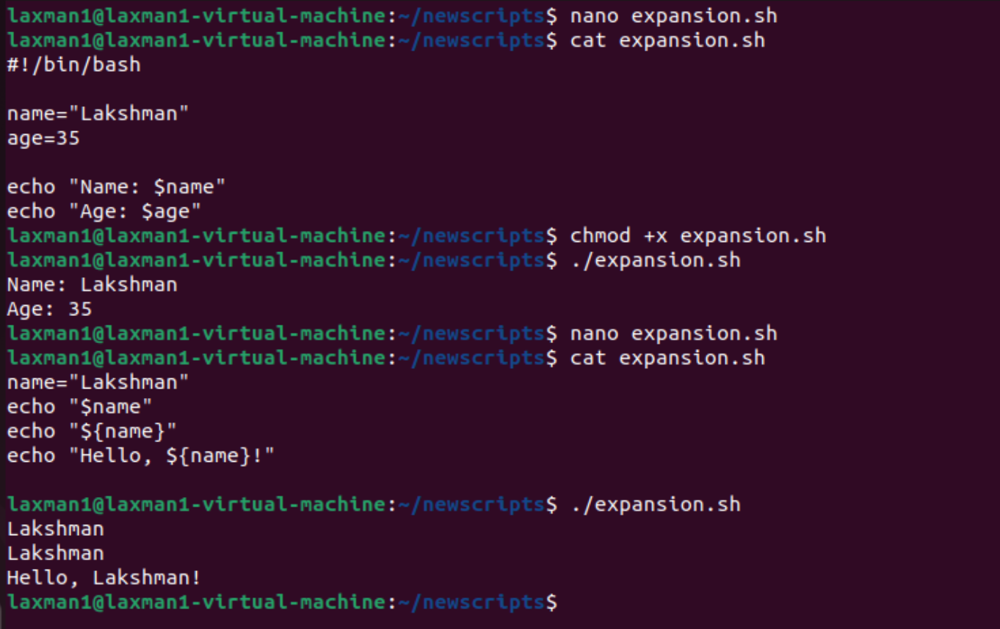 laxman1@laxman1-virtual-machine:~/newscripts$ nano expansion.sh
laxman1@laxman1-virtual-machine:~/newscripts$ cat expansion.sh
#!/bin/bash
name="Lakshman"
age=35
echo "Name: $name"
echo "Age: $age"
laxman1@laxman1-virtual-machine:~/newscripts$ chmod +x expansion.sh
laxman1@laxman1-virtual-machine:~/newscripts$ ./expansion.sh
Name: Lakshman
Age: 35
laxman1@laxman1-virtual-machine:~/newscripts$ nano expansion.sh
laxman1@laxman1-virtual-machine:~/newscripts$ cat expansion.sh
name="Lakshman"
echo "$name"
echo "${name}"
echo "Hello, ${name}!"
laxman1@laxman1-virtual-machine:~/newscripts$ ./expansion.sh
Lakshman
Lakshman
Hello, Lakshman!
laxman1@laxman1-virtual-machine:~/newscripts$